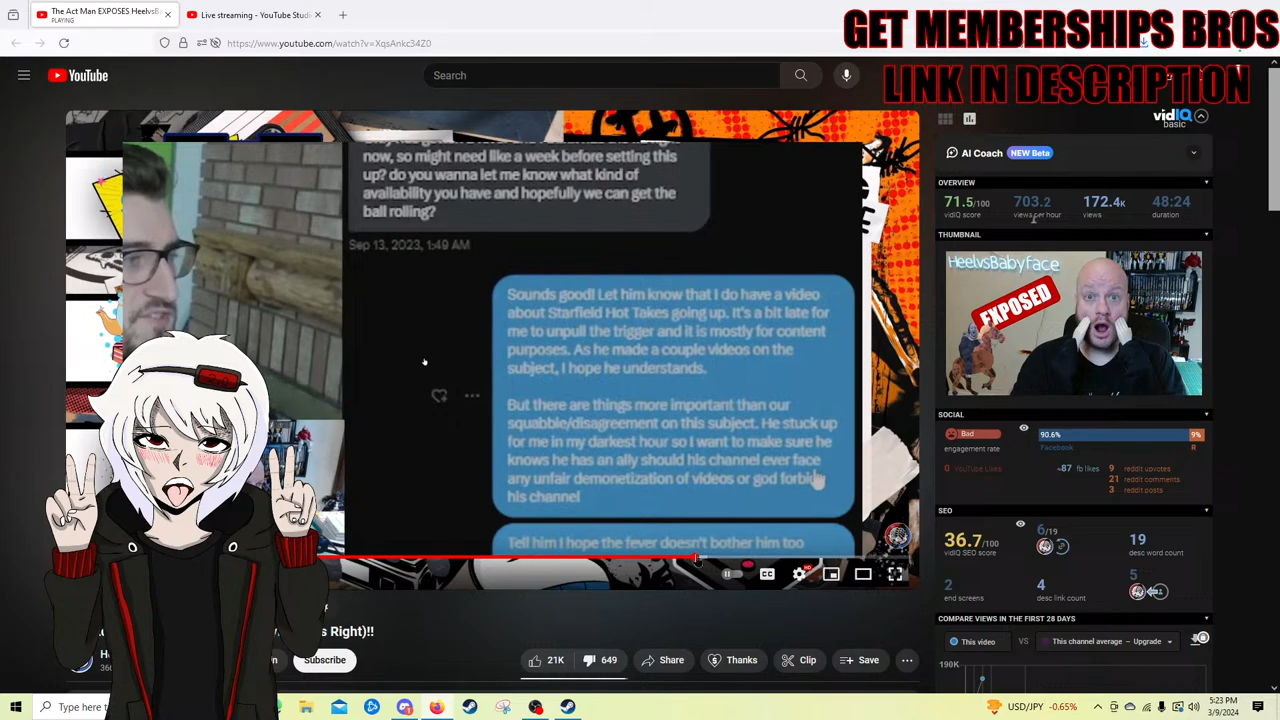 The Act Man EXPOSES HeelvsBa
PLAYING
Live streaming - YouTube Studi
https://www.youtube.com/watch?v=XqsAnkc34Z0
GET MEMBERSHIPS BROS
LINK IN DESCRIPTION
YouTube
Search
now, so might need like a week before setting this
up? do you wanna let me know what kind of
availability you have and hopefully we can get the
ball rolling?
Sep 13, 2023, 1:49 AM
Sounds good! Let him know that I do have a video
about Starfield Hot Takes going up. It's a bit late for
me to unpull the trigger and it is mostly for content
purposes. As he made a couple videos on the
subject, I hope he understands.
But there are things more important than our
squabble/disagreement on this subject. He stuck up
for me in my darkest hour so I want to make sure he
knows he has an ally should his channel ever face
any unfair demonetization of videos or god forbid
his channel
Tell him I hope the fever doesn't bother him too
CC
HD
s Right)!!
Subscribe
21K
649
Share
Thanks
Clip
Save
vidIQ
basic
AI Coach
NEW Beta
OVERVIEW
71.5/100
703.2
172.4K
48:24
vidIQ score
views per hour
views
duration
THUMBNAIL
HeelvsBabyface
EXPOSED
SOCIAL
Bad
90.6%
9%
engagement rate
Facebook
R
0 YouTube Likes
~87 fb likes
9 reddit upvotes
21 reddit comments
3 reddit posts
SEO
36.7/100
6/19
19
vidIQ SEO score
desc word count
2
4
5
end screens
desc link count
COMPARE VIEWS IN THE FIRST 28 DAYS
This video
VS
This channel average – Upgrade
190K
Type here
USD/JPY
-0.65%
5:23 PM
3/9/2024